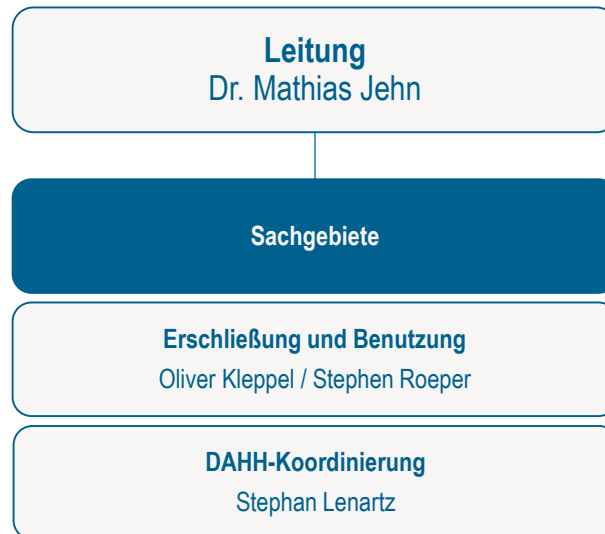 Leitung
Dr. Mathias Jehn
Sachgebiete
Erschließung und Benutzung
Oliver Kleppel / Stephen Roeper
DAHH-Koordinierung
Stephan Lenartz